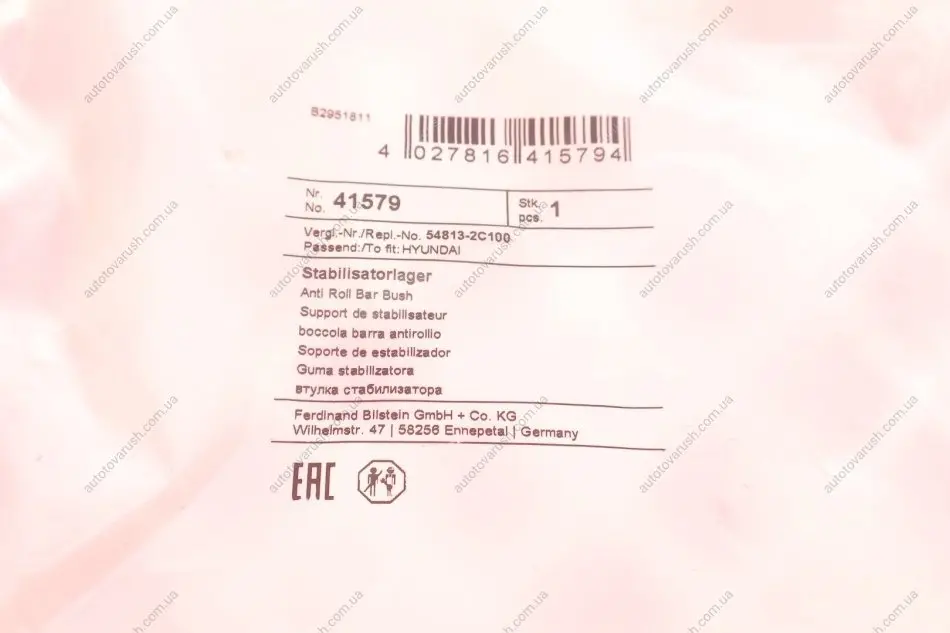 B2951811
4 027816 415794
Nr.
No. 41579
Stk.
pcs. 1
Vergl.-Nr./Repl.-No. 54813-2C100
Passend:/To fit: HYUNDAI
Stabilisatorlager
Anti Roll Bar Bush
Support de stabilisateur
boccola barra antirollio
Soporte de estabilizador
Guma stabilizatora
втулка стабилизатора
Ferdinand Bilstein GmbH + Co. KG
Wilhelmstr. 47 | 58256 Ennepetal | Germany
EAC
autotovarush.com.ua